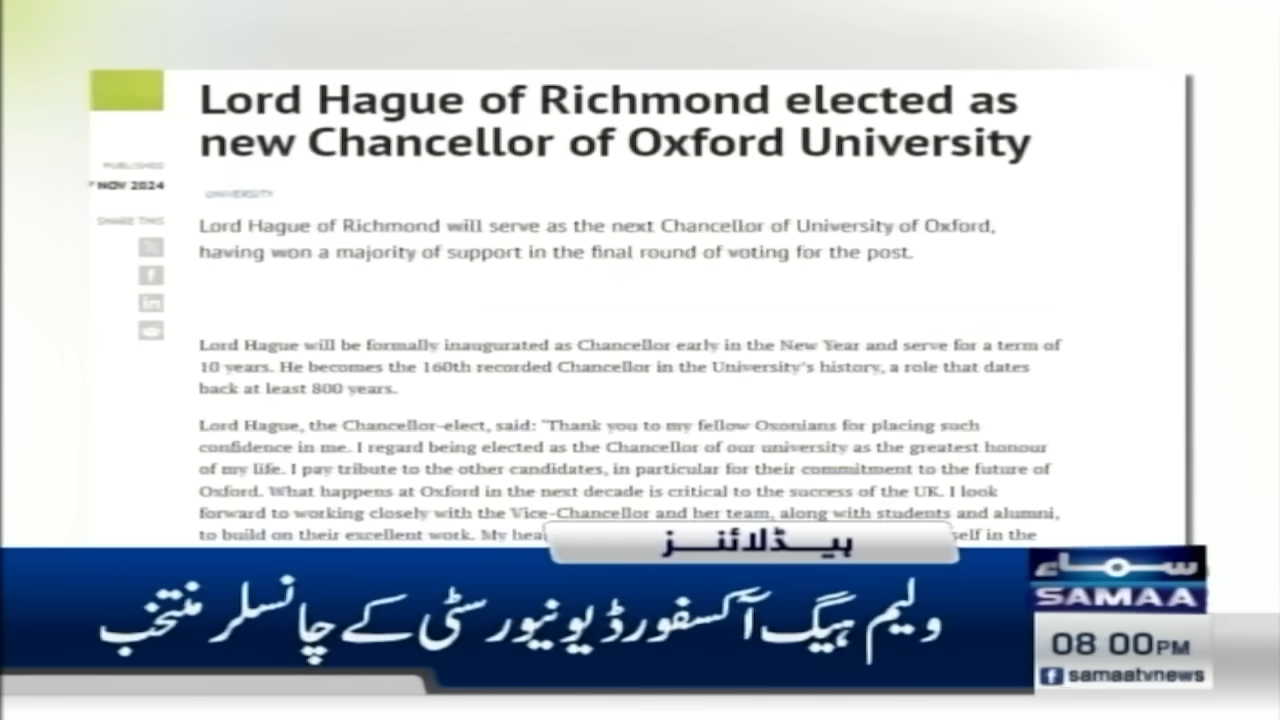 Lord Hague of Richmond elected as
new Chancellor of Oxford University
PUBLISHED
NOV 2024
UNIVERSITY
SHARE THIS
Lord Hague of Richmond will serve as the next Chancellor of University of Oxford,
having won a majority of support in the final round of voting for the post.
Lord Hague will be formally inaugurated as Chancellor early in the New Year and serve for a term of
10 years. He becomes the 160th recorded Chancellor in the University's history, a role that dates
back at least 800 years.
Lord Hague, the Chancellor-elect, said: 'Thank you to my fellow Oxonians for placing such
confidence in me. I regard being elected as the Chancellor of our university as the greatest honour
of my life. I pay tribute to the other candidates, in particular for their commitment to the future of
Oxford. What happens at Oxford in the next decade is critical to the success of the UK. I look
forward to working closely with the Vice-Chancellor and her team, along with students and alumni,
to build on their excellent work. My self in the
ہیڈلائنز
ولیم ہیگ آکسفورڈ یونیورسٹی کے چانسلر منتخب
سماء
SAMAA
08 00PM
samaatvnews